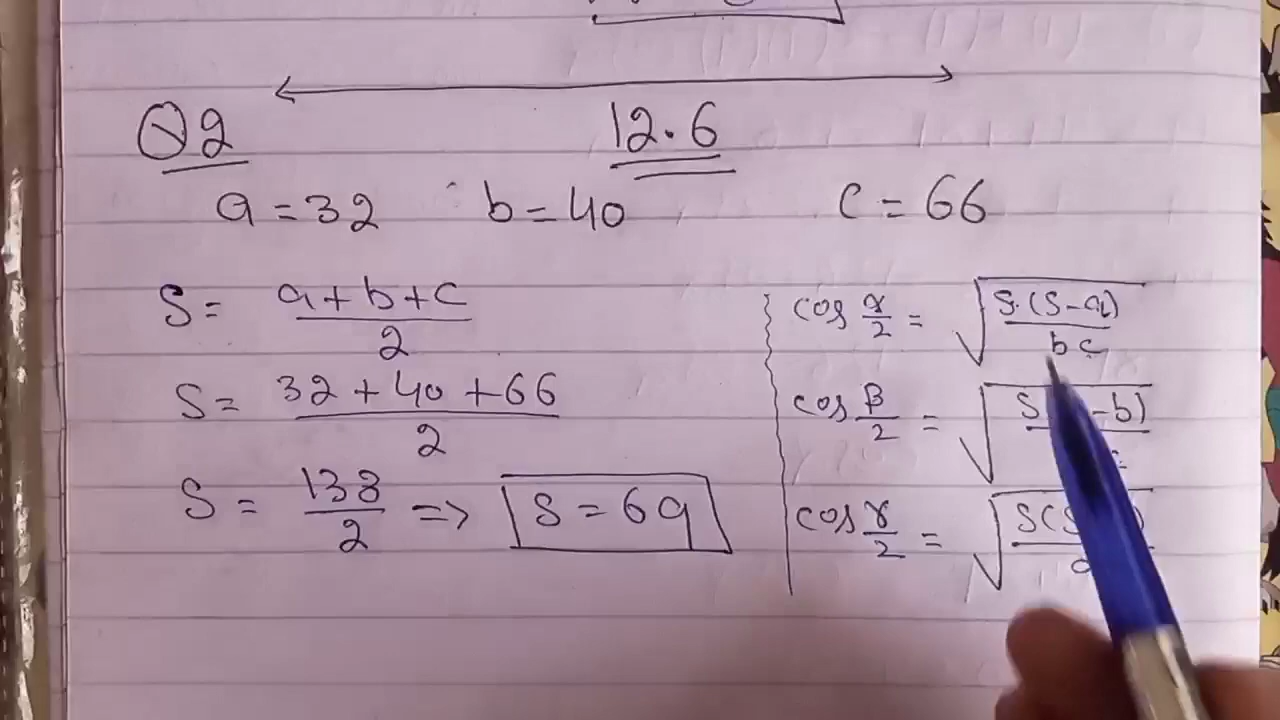 Q2 12.6
a = 32 b = 40 c = 66
S = a+b+c / 2
S = 32 + 40 + 66 / 2
S = 138 / 2 => S = 69
cos α/2 = √ S.(S-a) / bc
cos β/2 = √ S -b)
cos γ/2 = √ S(S